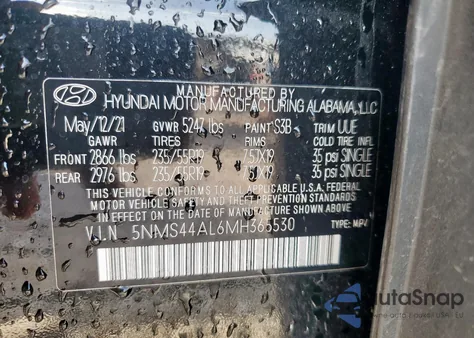 MANUFACTURED BY
HYUNDAI MOTOR MANUFACTURING ALABAMA, LLC
May/12/21 GVWR 5247 lbs PAINT S3B TRIM UUE
GAWR TIRES RIMS COLD TIRE INFL
FRONT 2866 lbs 235/55R19 7.5JX19 35 psi SINGLE
REAR 2976 lbs 235/55R19 35 psi SINGLE
THIS VEHICLE CONFORMS TO ALL APPLICABLE U.S.A. FEDERAL
MOTOR VEHICLE SAFETY STANDARDS IN EFFECT ON THE DATE
OF MANUFACTURE SHOWN ABOVE.
V.I.N. 5NMS44AL6MH365530 TYPE: MPV
AutoSnap